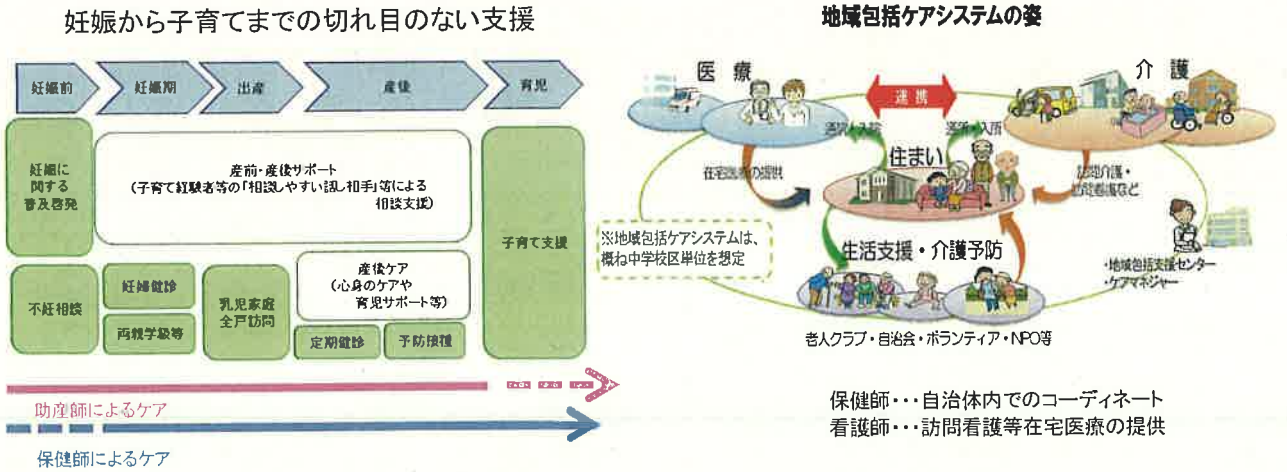 妊娠から子育てまでの切れ目のない支援
妊娠前
妊娠期
出産
産後
育児
妊娠に
関する
普及啓発
産前・産後サポート
(子育て経験者等の「相談しやすい話し相手」等による
相談支援)
子育て支援
不妊相談
妊婦健診
両親学級等
乳児家庭
全戸訪問
産後ケア
(心身のケアや
育児サポート等)
定期健診
予防接種
助産師によるケア
保健師によるケア
地域包括ケアシステムの姿
医療
介護
連携
通院・入院
通所・入所
住まい
在宅医療の提供
訪問介護・
訪問看護など
※地域包括ケアシステムは、
概ね中学校区単位を想定
生活支援・介護予防
・地域包括支援センター
・ケアマネジャー
老人クラブ・自治会・ボランティア・NPO等
保健師・・・自治体内でのコーディネート
看護師・・・訪問看護等在宅医療の提供